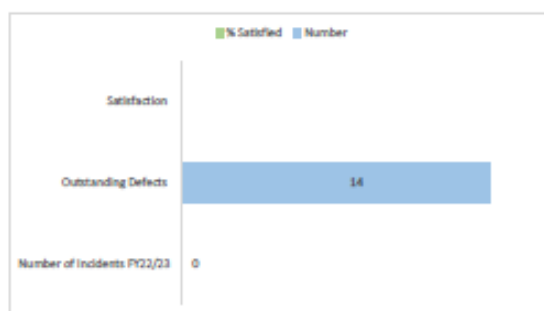 % Satisfied Number
Satisfaction
Outstanding Defects 14
Number of Incidents FY22/23 0